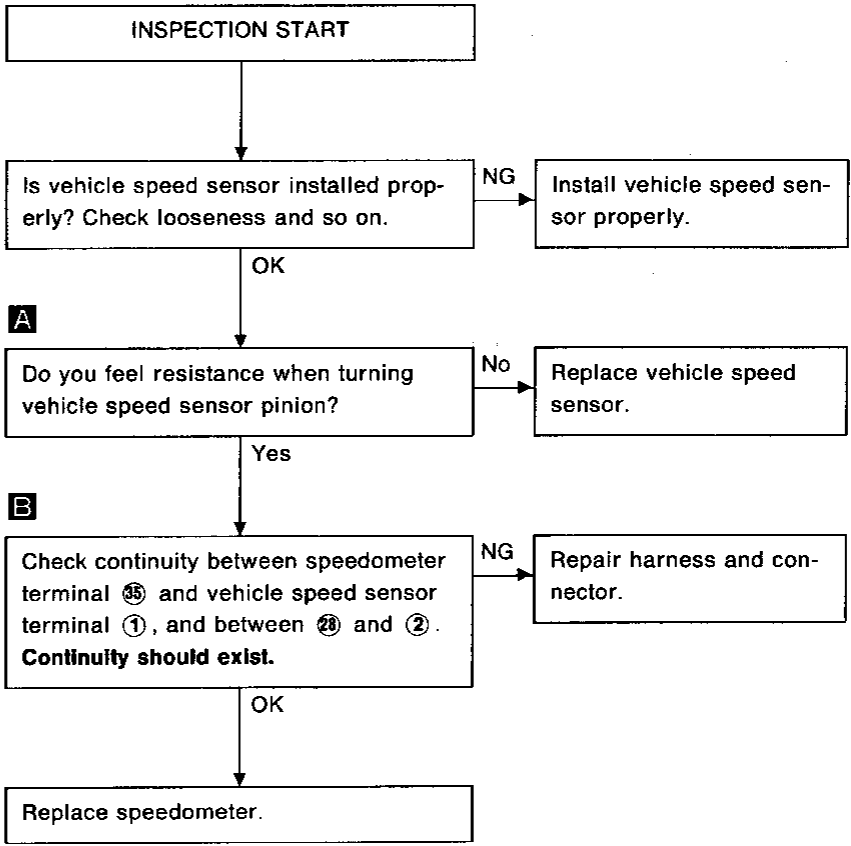 INSPECTION START
Is vehicle speed sensor installed prop-
erly? Check looseness and so on.
NG
Install vehicle speed sen-
sor properly.
OK
A
Do you feel resistance when turning
vehicle speed sensor pinion?
No
Replace vehicle speed
sensor.
Yes
B
Check continuity between speedometer
terminal ㉟ and vehicle speed sensor
terminal ①, and between ㉘ and ②.
Continuity should exist.
NG
Repair harness and con-
nector.
OK
Replace speedometer.